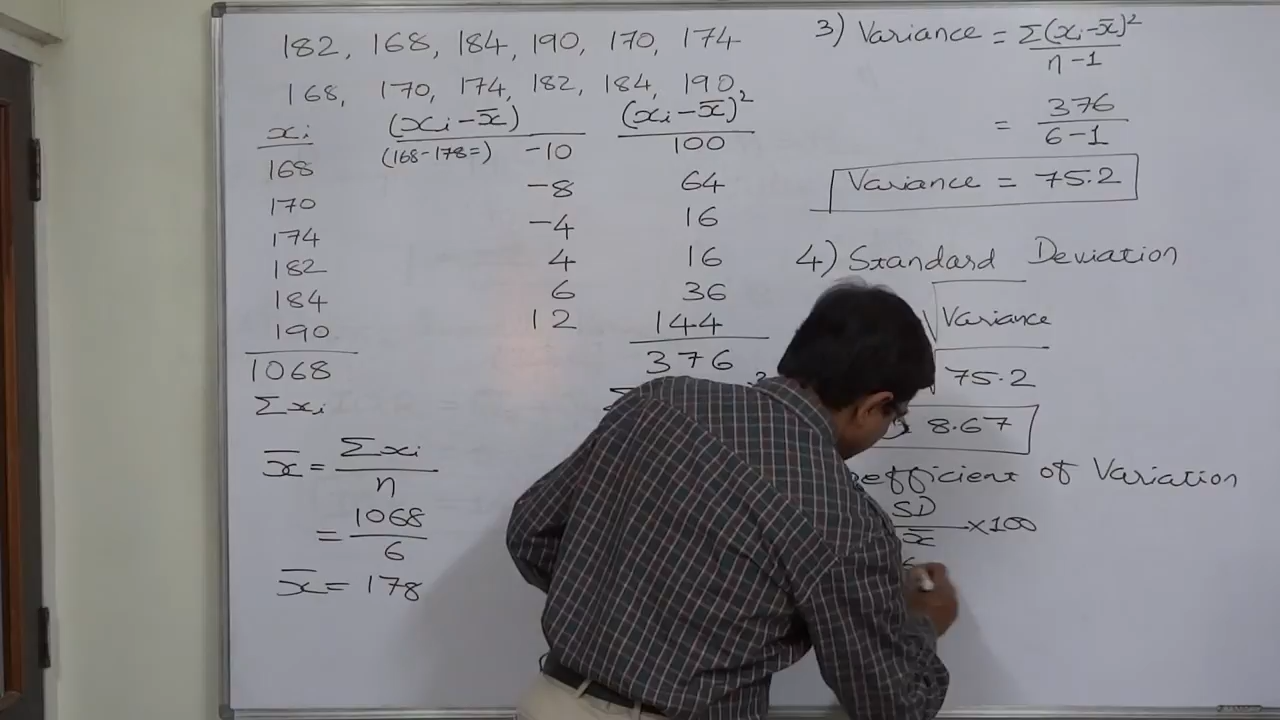 182, 168, 184, 190, 170, 174
168, 170, 174, 182, 184, 190,
xi (xi-x̄) (xi-x̄)²
168 (168-178=) -10 100
170 -8 64
174 -4 16
182 4 16
184 6 36
190 12 144
1068 376
Σxi
x̄ = Σxi / n
= 1068 / 6
x̄ = 178
3) Variance = Σ(xi-x̄)² / n-1
= 376 / 6-1
Variance = 75.2
4) Standard Deviation
√Variance
√75.2
8.67
of Variation
SD / x̄ ×100